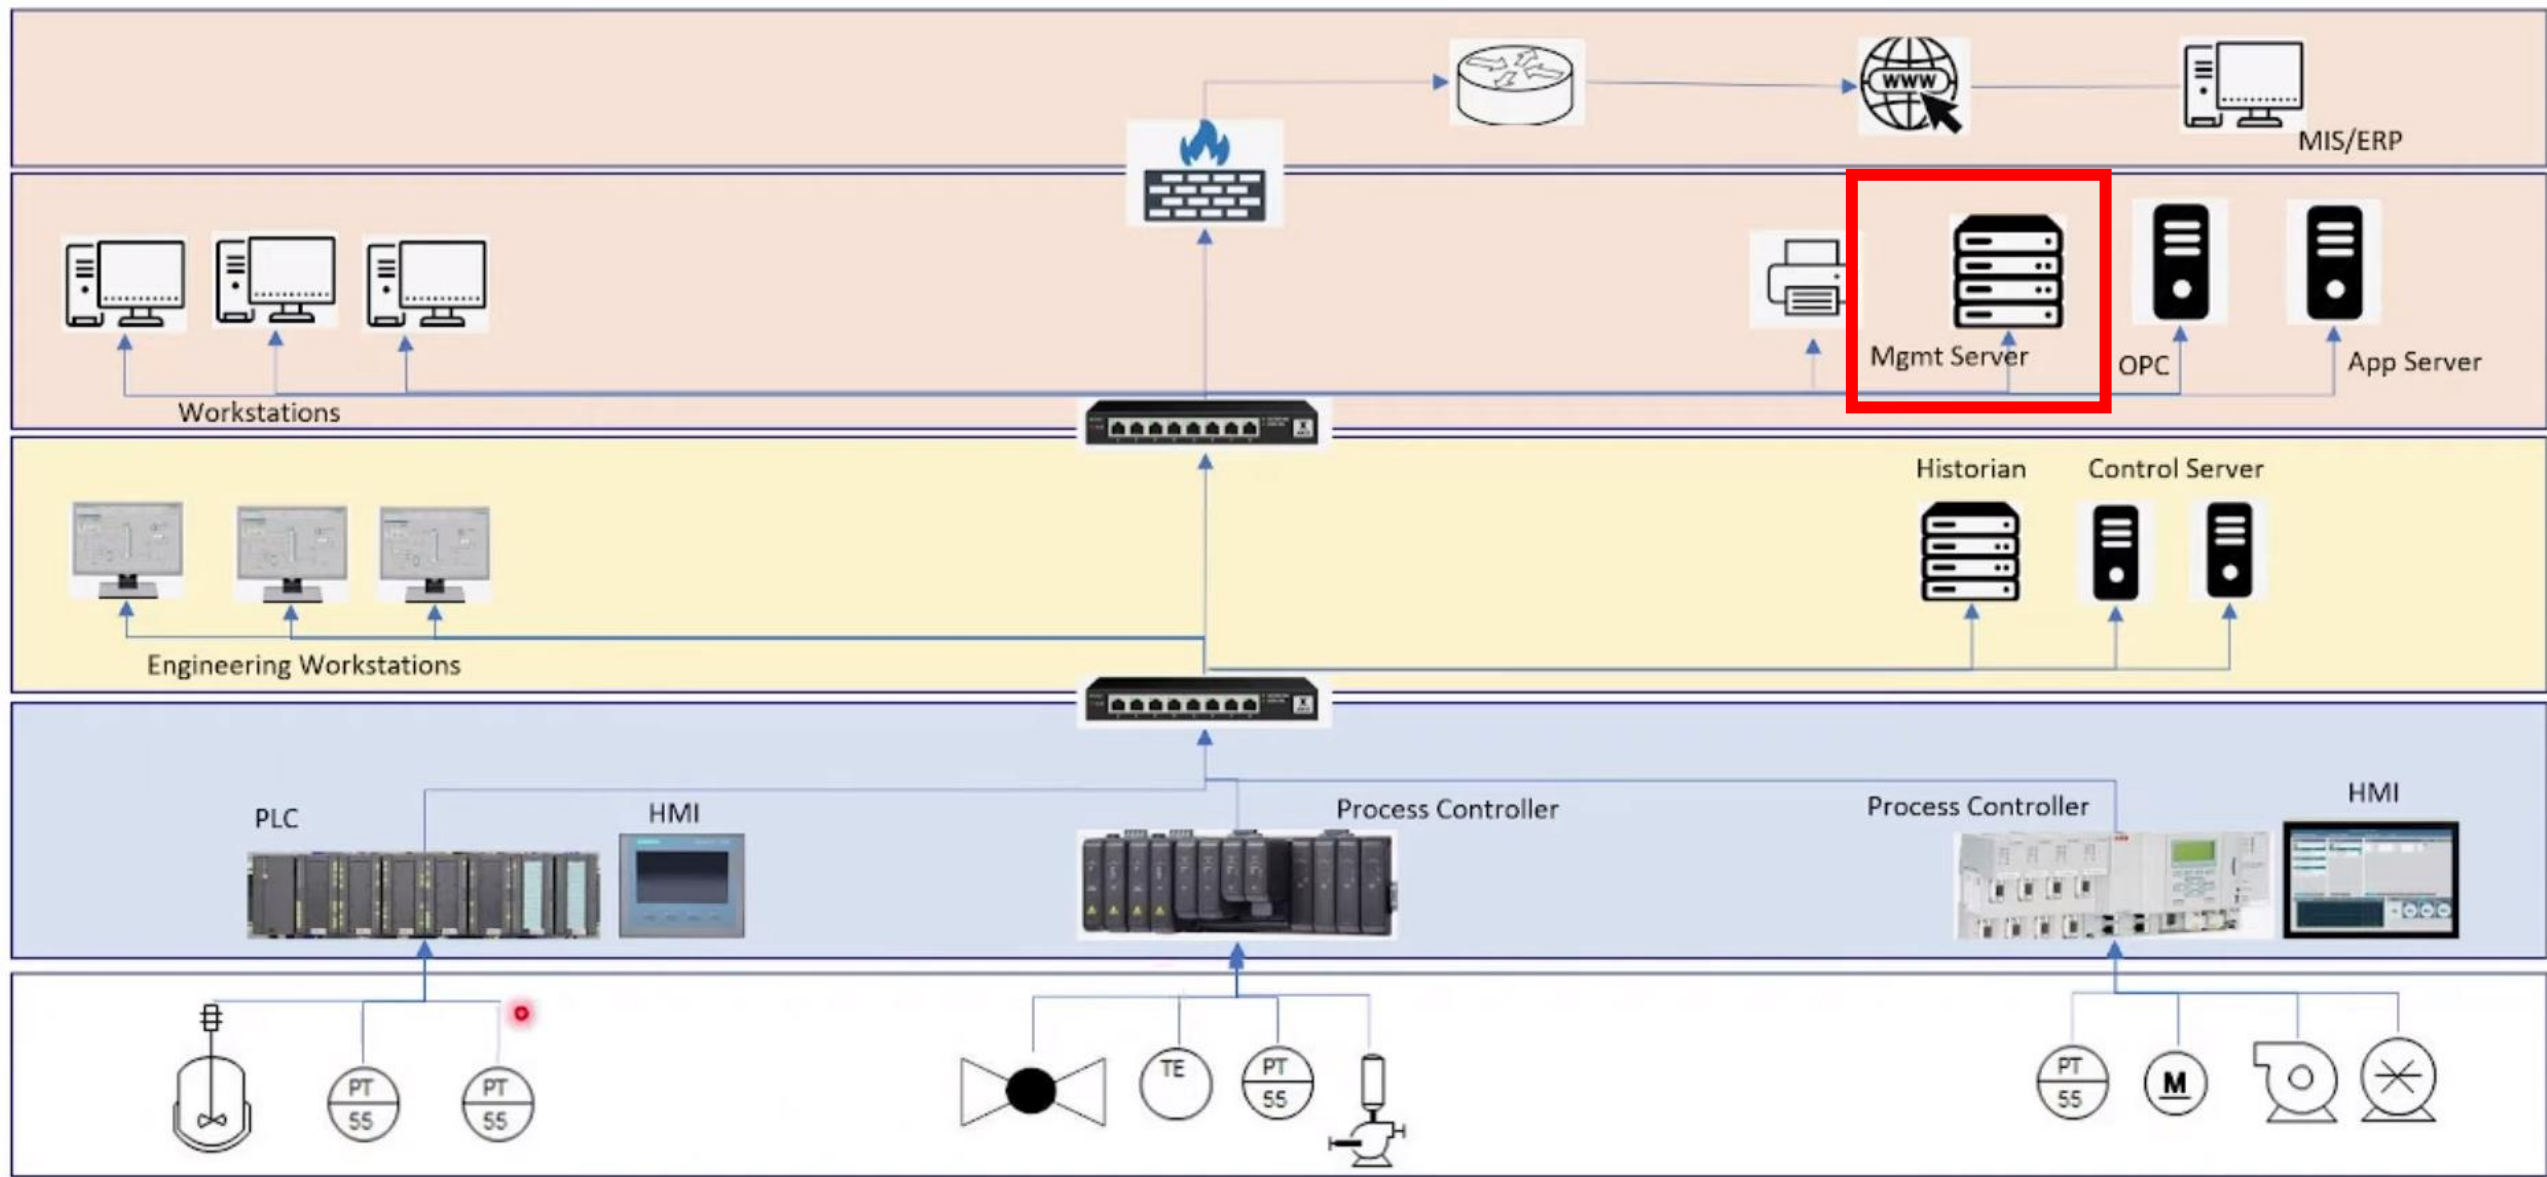 WWW
MIS/ERP
Mgmt Server
OPC
App Server
Workstations
Historian
Control Server
Engineering Workstations
PLC
HMI
Process Controller
Process Controller
HMI
PT
55
PT
55
TE
PT
55
PT
55
M